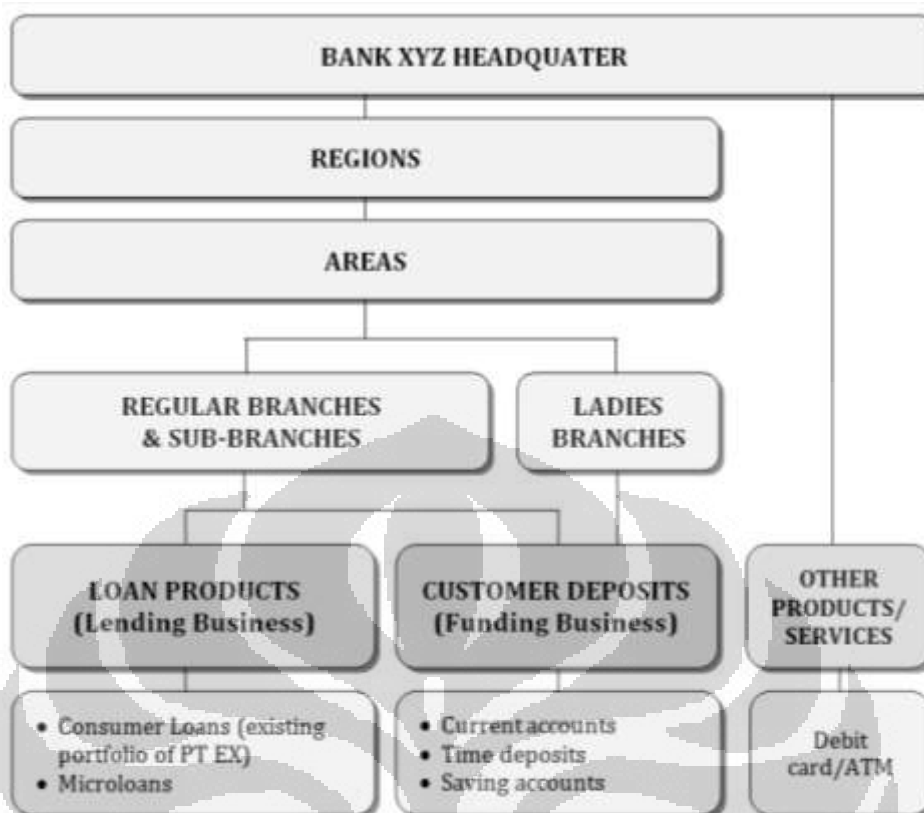 BANK XYZ HEADQUATER
REGIONS
AREAS
REGULAR BRANCHES
& SUB-BRANCHES
LADIES
BRANCHES
LOAN PRODUCTS
(Lending Business)
CUSTOMER DEPOSITS
(Funding Business)
OTHER
PRODUCTS/
SERVICES
• Consumer Loans (existing
portfolio of PT EX)
• Microloans
• Current accounts
• Time deposits
• Saving accounts
Debit
card/ATM